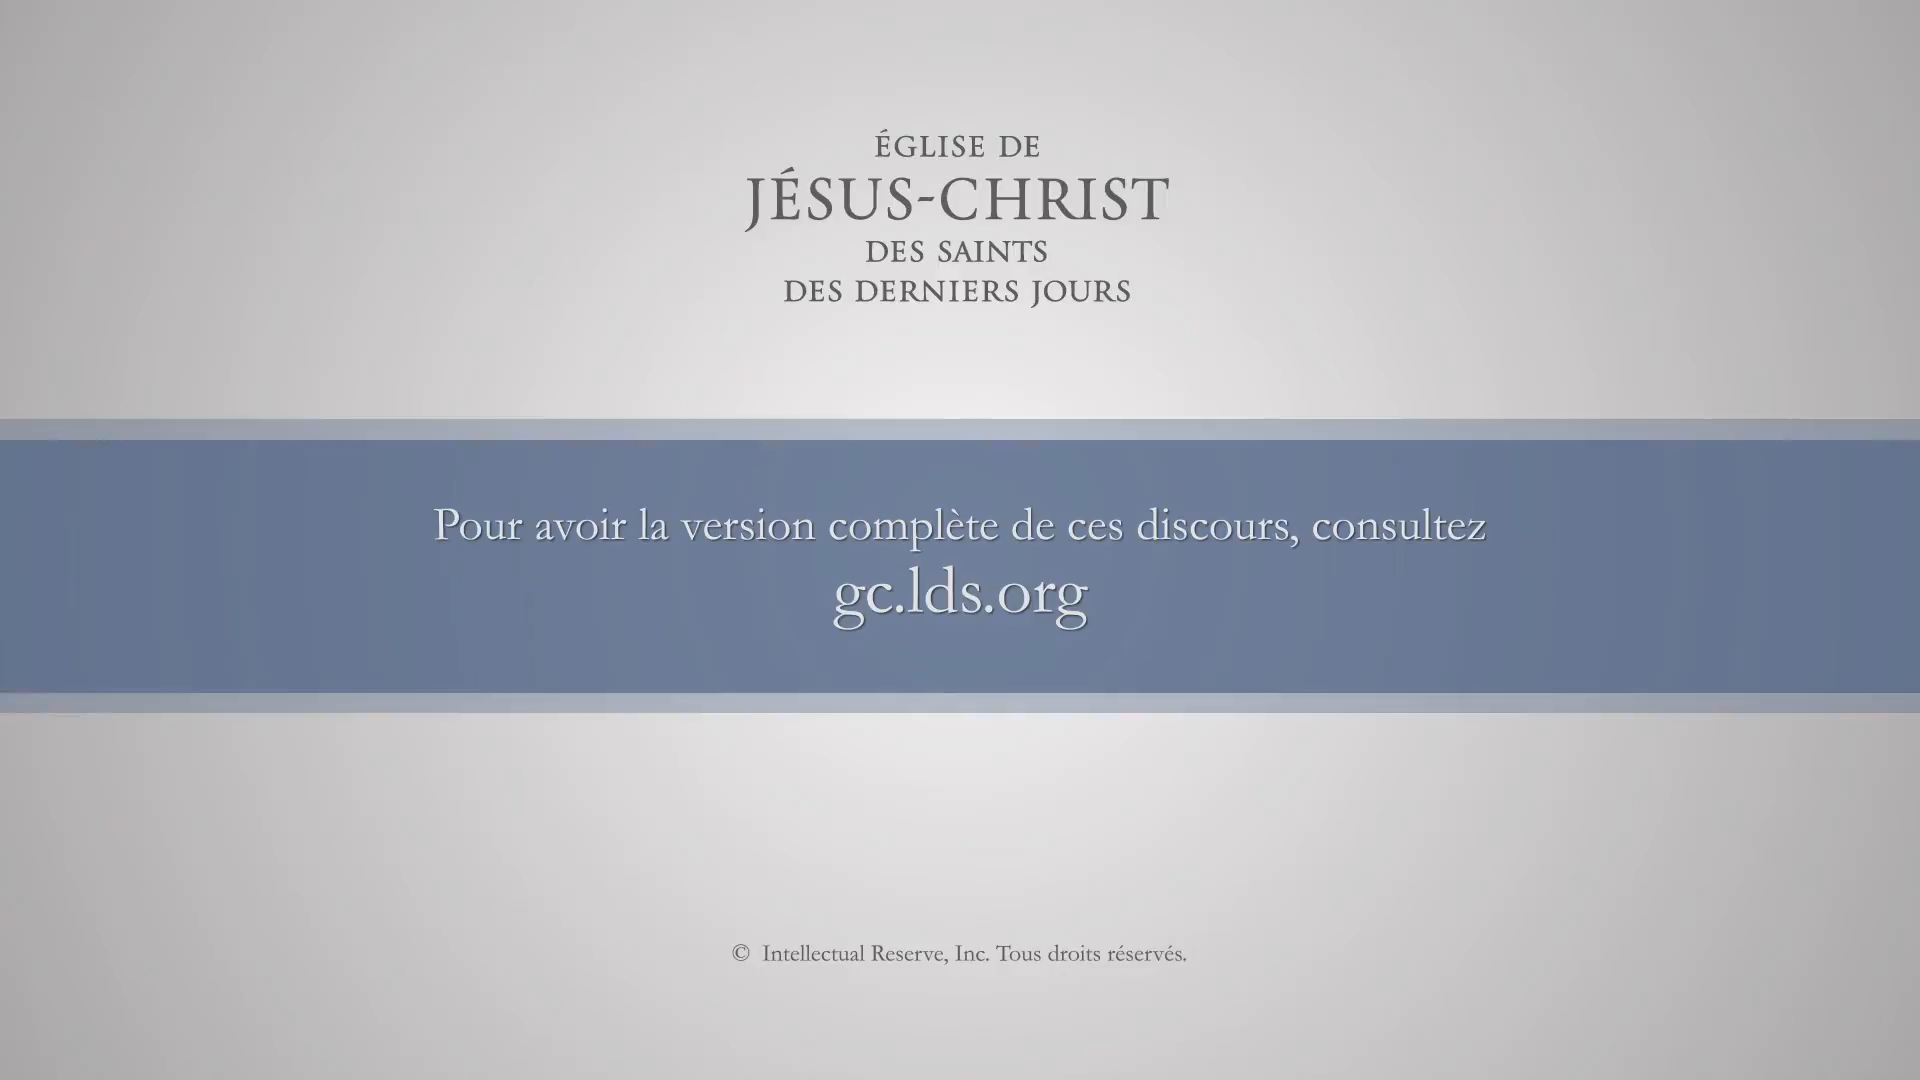 ÉGLISE DE
JÉSUS-CHRIST
DES SAINTS
DES DERNIERS JOURS
Pour avoir la version complète de ces discours, consultez
gc.lds.org
© Intellectual Reserve, Inc. Tous droits réservés.